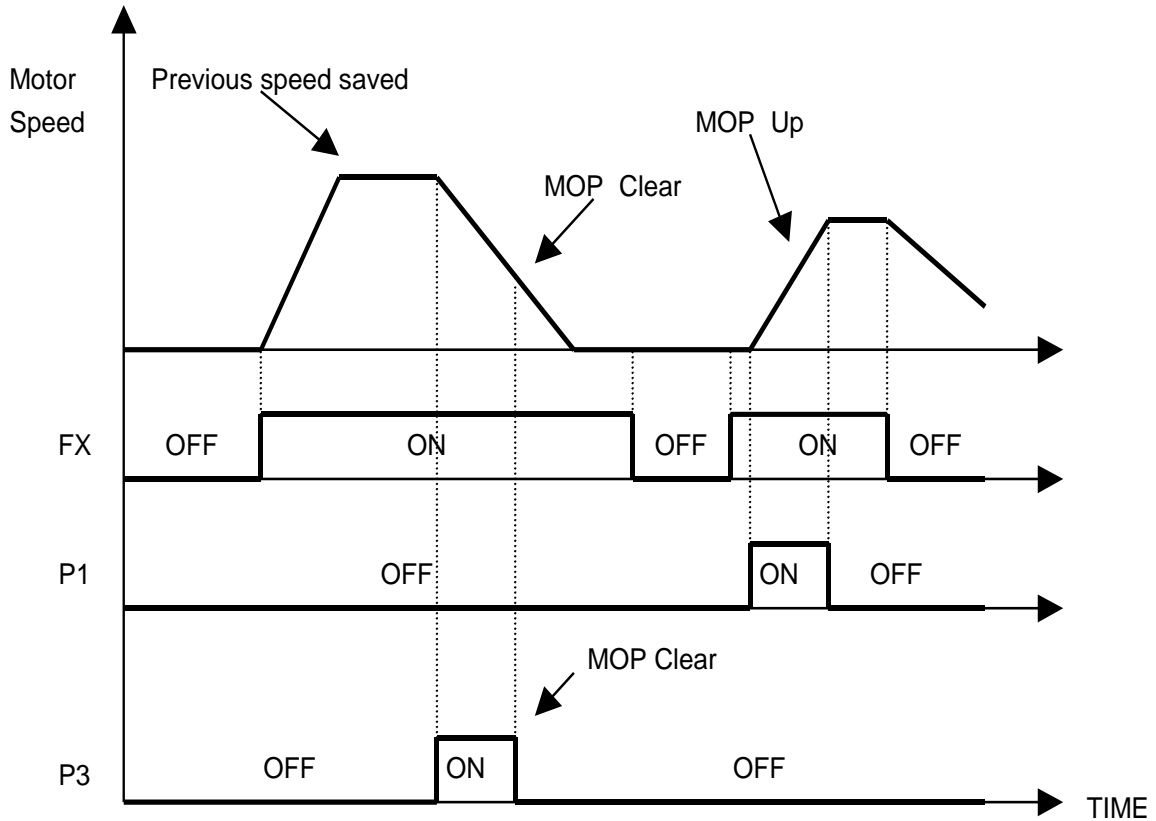 Motor
Speed
Previous speed saved
MOP Up
MOP Clear
FX
OFF
ON
OFF
ON
OFF
P1
OFF
ON
OFF
MOP Clear
P3
OFF
ON
OFF
TIME